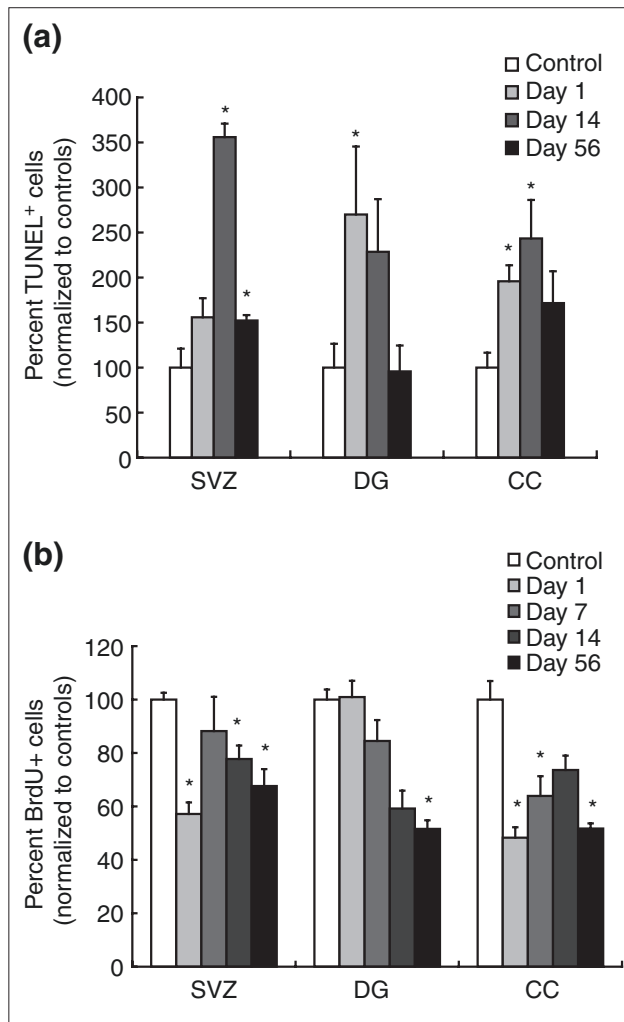 (a)
Control
Day 1
Day 14
Day 56
Percent TUNEL+ cells
(normalized to controls)
400
350
300
250
200
150
100
50
0
*
*
*
*
*
SVZ
DG
CC
(b)
Control
Day 1
Day 7
Day 14
Day 56
Percent BrdU+ cells
(normalized to controls)
120
100
80
60
40
20
0
*
*
*
*
*
*
*
SVZ
DG
CC